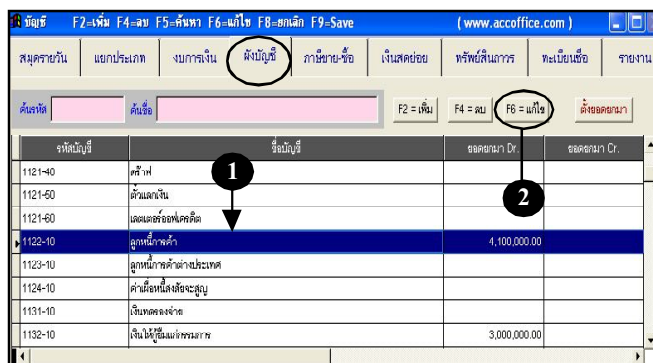 บัญชี F2=เพิ่ม F4=ลบ F5=ค้นหา F6=แก้ไข F8=ยกเลิก F9=Save ( www.accoffice.com )
สมุดรายวัน แยกประเภท งบการเงิน ผังบัญชี ภาษีขาย-ซื้อ เงินสดย่อย ทรัพย์สินถาวร ทะเบียนชื่อ รายงาน
ค้นรหัส ค้นชื่อ F2 = เพิ่ม F4 = ลบ F6 = แก้ไข ตั้งยอดยกมา
รหัสบัญชี ชื่อบัญชี ยอดยกมา Dr. ยอดยกมา Cr.
1121-40 ดร๊าฟ
1
1121-50 ตั๋วแลกเงิน
2
1121-60 เลตเตอร์ออฟเครดิต
1122-10 ลูกหนี้การค้า 4,100,000.00
1123-10 ลูกหนี้การค้าต่างประเทศ
1124-10 ค่าเผื่อหนี้สงสัยจะสูญ
1131-10 เงินทดรองจ่าย
1132-10 เงินให้กู้ยืมแก่กรรมการ 3,000,000.00